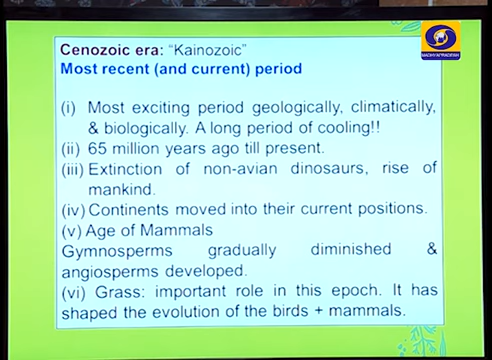 Cenozoic era: "Kainozoic"
Most recent (and current) period
(i) Most exciting period geologically, climatically,
& biologically. A long period of cooling!!
(ii) 65 million years ago till present.
(iii) Extinction of non-avian dinosaurs, rise of
mankind.
(iv) Continents moved into their current positions.
(v) Age of Mammals
Gymnosperms gradually diminished &
angiosperms developed.
(vi) Grass: important role in this epoch. It has
shaped the evolution of the birds + mammals.
MADHYA PRADESH